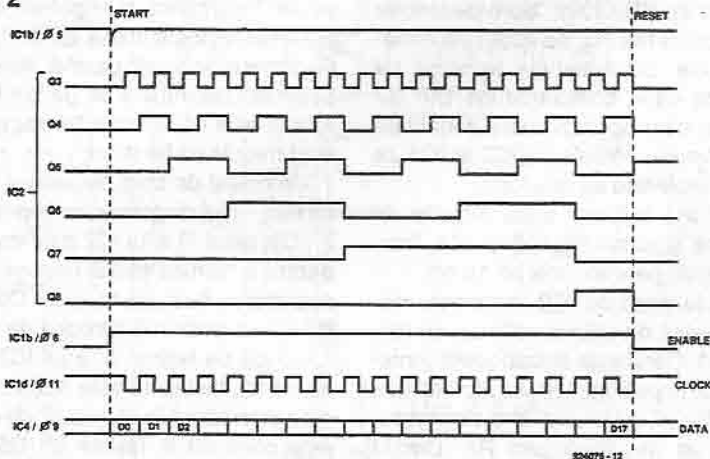 2
START
RESET
IC1b / Ø 5
Q3
Q4
Q5
IC2
Q6
Q7
Q8
IC1b / Ø 6
ENABLE
IC1d / Ø 11
CLOCK
IC4 / Ø 9
D0
D1
D2
D17
DATA
924076 - 12